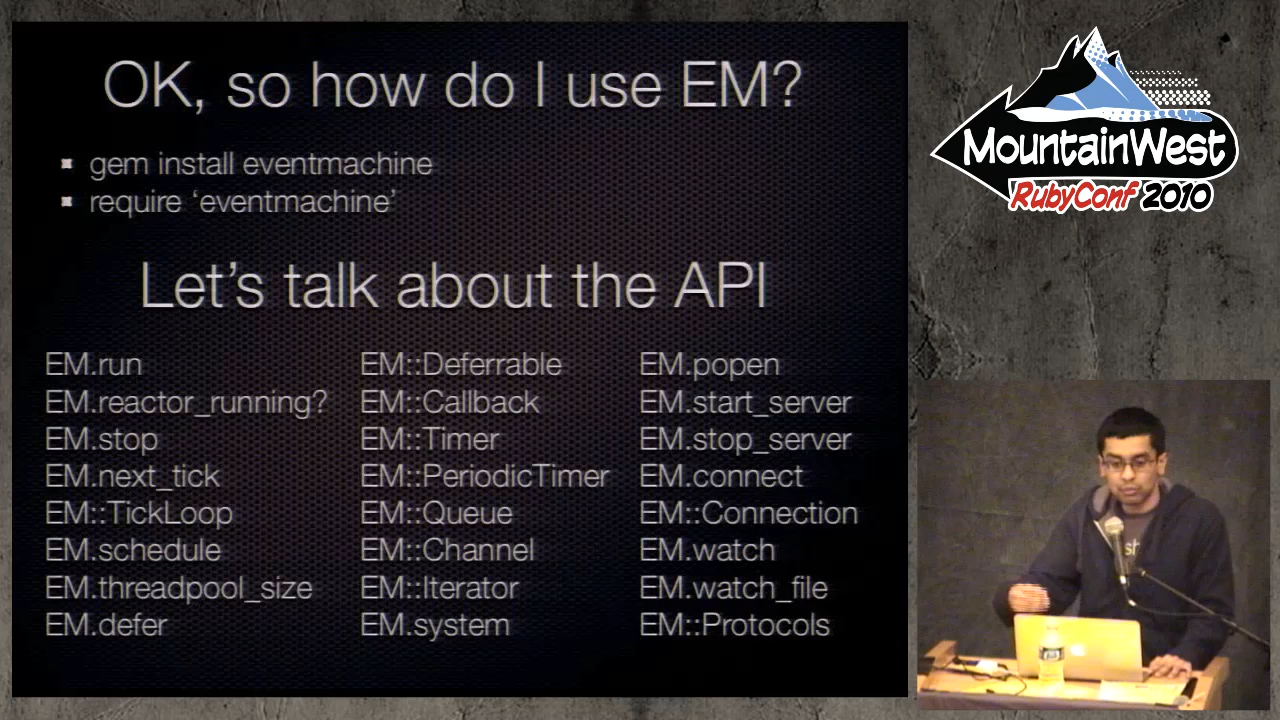 OK, so how do I use EM?
gem install eventmachine
require ‘eventmachine’
Let’s talk about the API
EM.run
EM.reactor_running?
EM.stop
EM.next_tick
EM::TickLoop
EM.schedule
EM.threadpool_size
EM.defer
EM::Deferrable
EM::Callback
EM::Timer
EM::PeriodicTimer
EM::Queue
EM::Channel
EM::Iterator
EM.system
EM.popen
EM.start_server
EM.stop_server
EM.connect
EM::Connection
EM.watch
EM.watch_file
EM::Protocols
MountainWest
RubyConf 2010